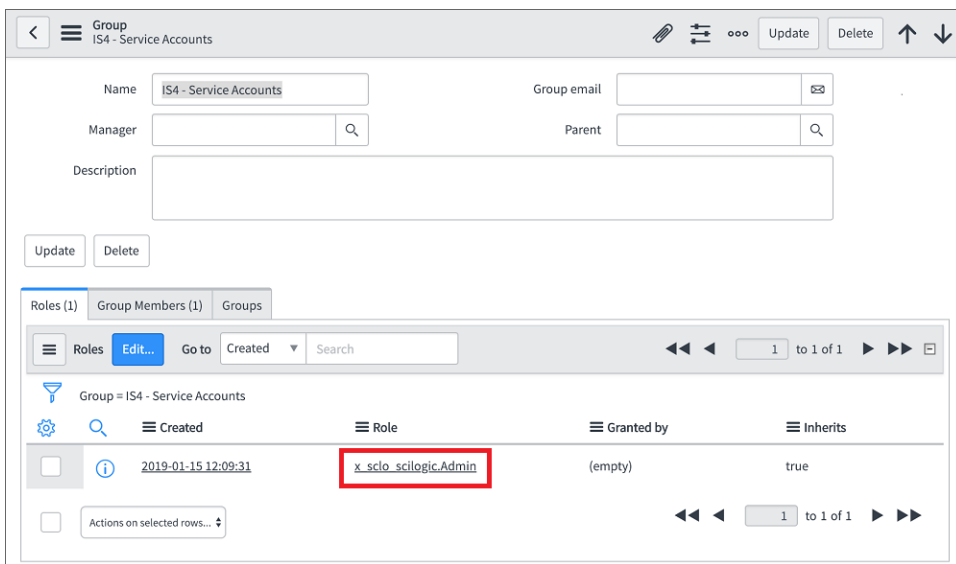 Group
IS4 - Service Accounts
Update
Delete
Name
IS4 - Service Accounts
Group email
Manager
Parent
Description
Update
Delete
Roles (1)
Group Members (1)
Groups
Roles
Edit...
Go to
Created
Search
1
to 1 of 1
Group = IS4 - Service Accounts
Created
Role
Granted by
Inherits
2019-01-15 12:09:31
x_sclo_scilogic.Admin
(empty)
true
Actions on selected rows...
1
to 1 of 1